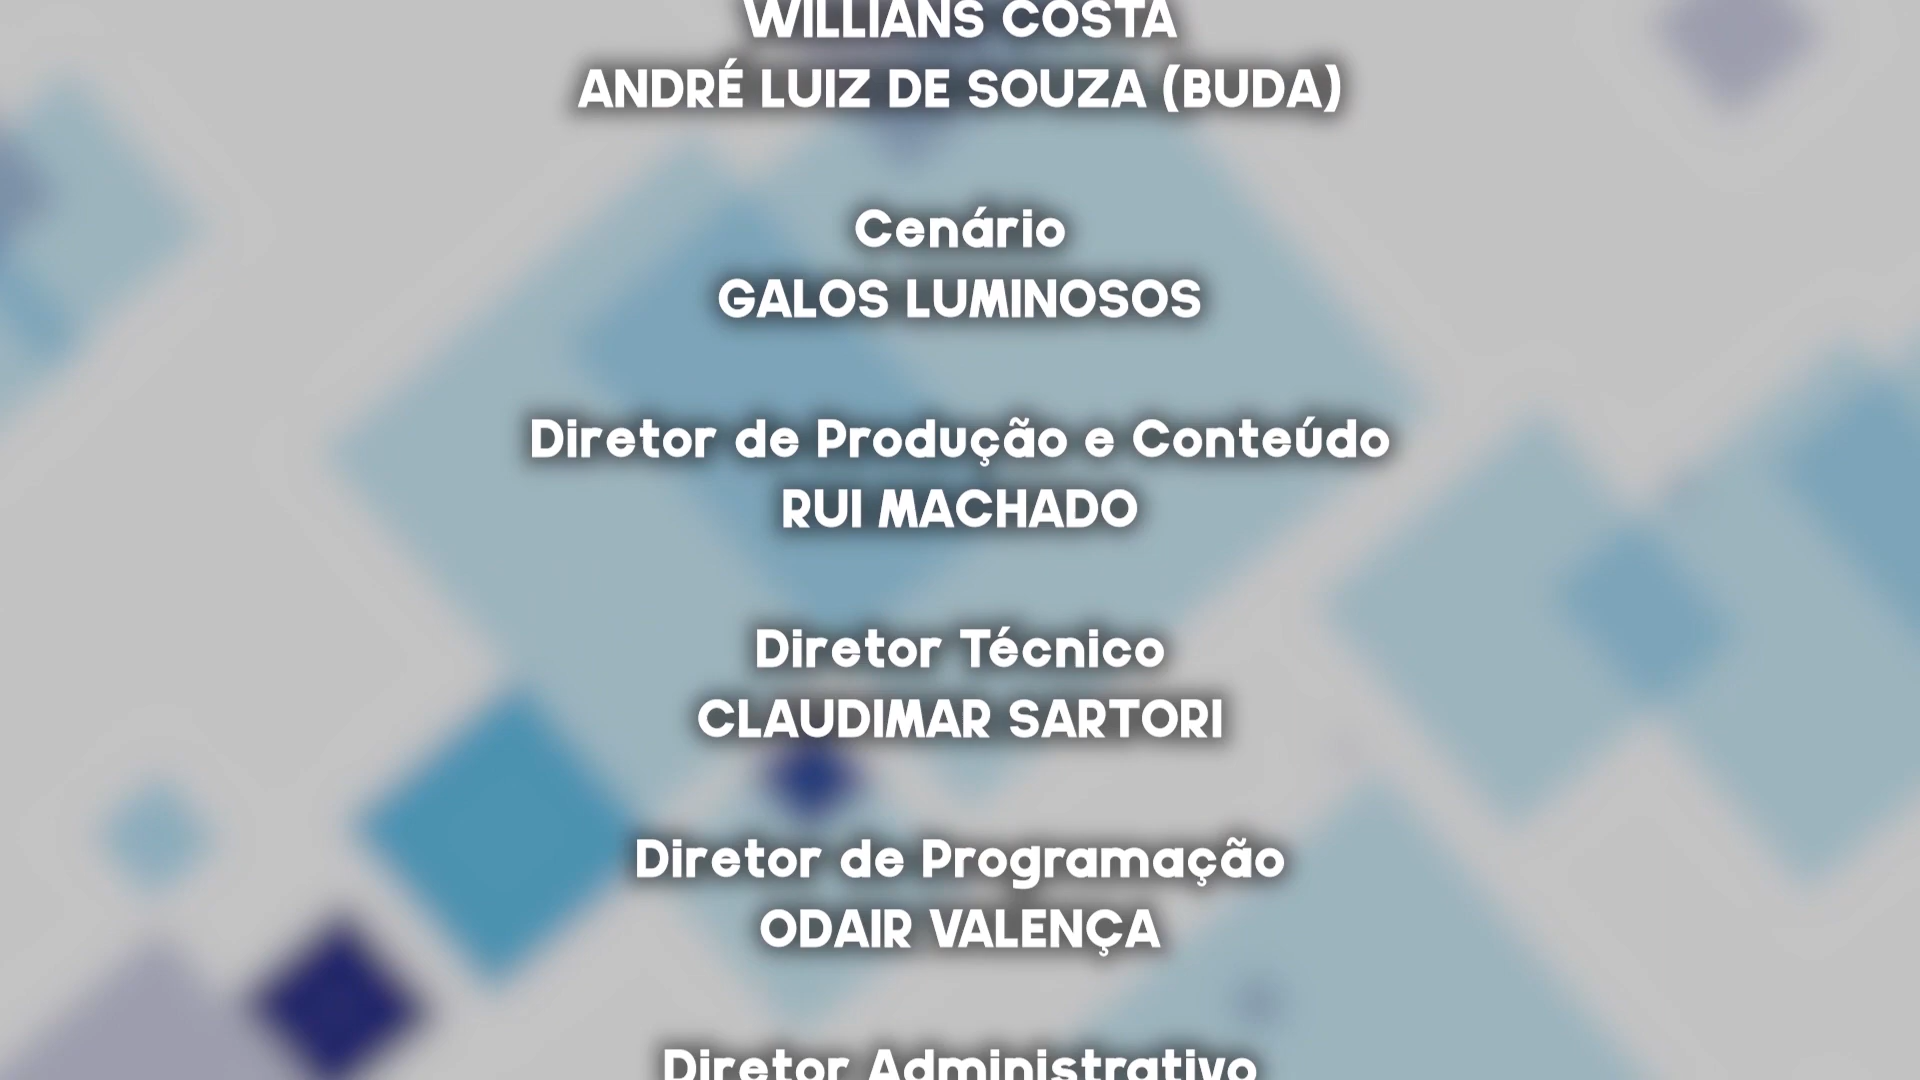 WILLIANS COSTA
ANDRÉ LUIZ DE SOUZA (BUDA)
Cenário
GALOS LUMINOSOS
Diretor de Produção e Conteúdo
RUI MACHADO
Diretor Técnico
CLAUDIMAR SARTORI
Diretor de Programação
ODAIR VALENÇA
Diretor Administrativo